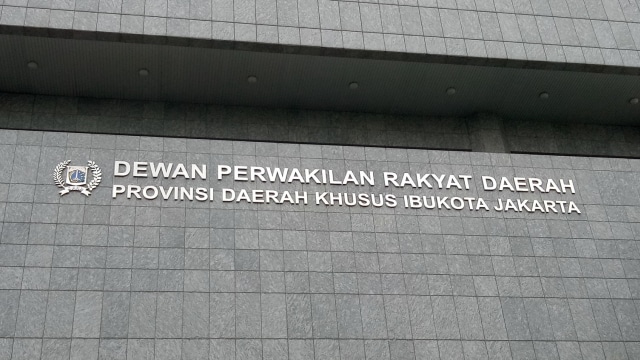 DEWAN PERWAKILAN RAKYAT DAERAH
PROVINSI DAERAH KHUSUS IBUKOTA JAKARTA